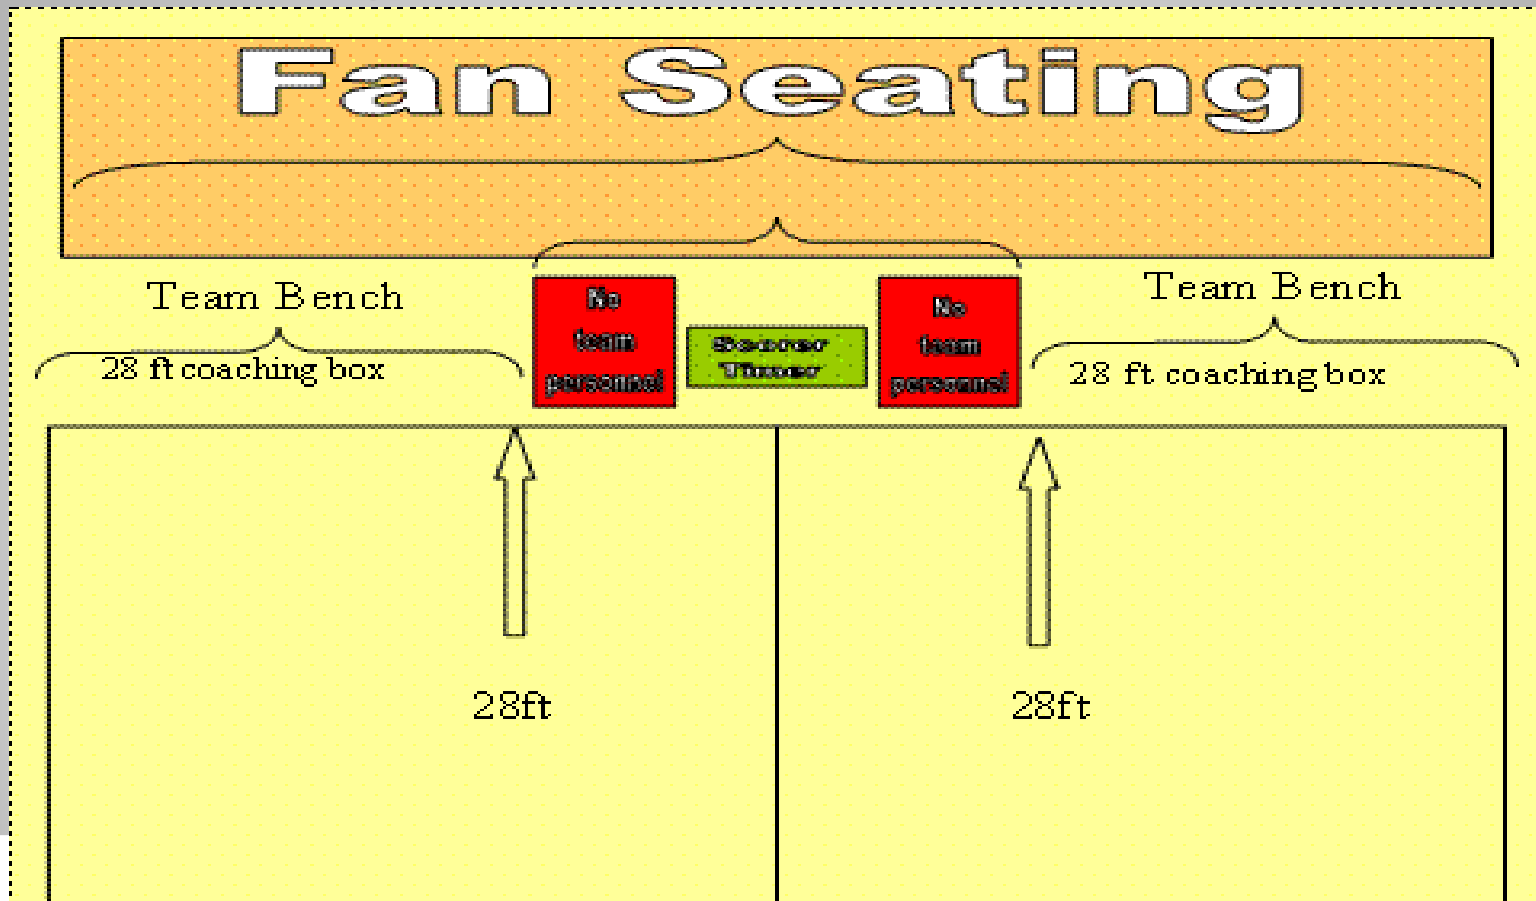 Fan Seating
Team Bench
28 ft coaching box
No
team
personnel
Scorer
Timer
No
team
personnel
Team Bench
28 ft coaching box
28ft
28ft